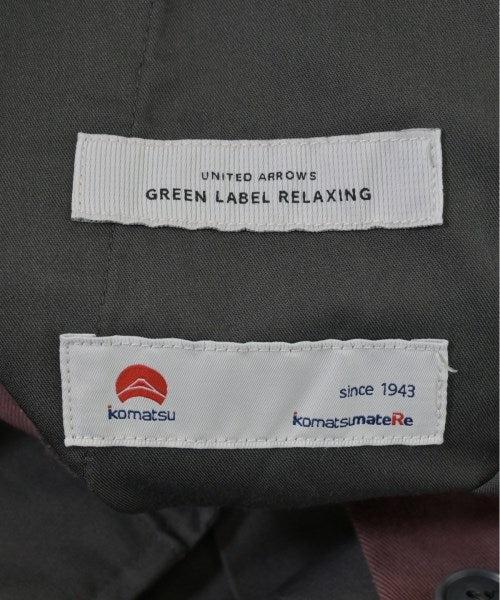 UNITED ARROWS
GREEN LABEL RELAXING
komatsu
since 1943
komatsumateRe